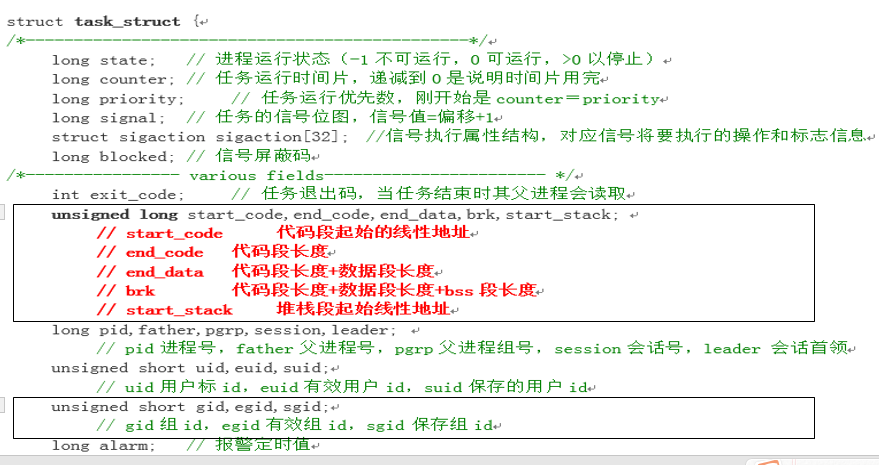 struct task_struct {
/*-----------------------------------------------*/
long state; // 进程运行状态（-1 不可运行，0 可运行，>0 以停止）
long counter; // 任务运行时间片，递减到 0 是说明时间片用完
long priority; // 任务运行优先数，刚开始是 counter＝priority
long signal; // 任务的信号位图，信号值=偏移+1
struct sigaction sigaction[32]; //信号执行属性结构，对应信号将要执行的操作和标志信息
long blocked; // 信号屏蔽码
/*---------------- various fields------------------------ */
int exit_code; // 任务退出码，当任务结束时其父进程会读取
unsigned long start_code,end_code,end_data,brk,start_stack;
// start_code 代码段起始的线性地址
// end_code 代码段长度
// end_data 代码段长度+数据段长度
// brk 代码段长度+数据段长度+bss 段长度
// start_stack 堆栈段起始线性地址
long pid,father,pgrp,session,leader;
// pid 进程号，father 父进程号，pgrp 父进程组号，session 会话号，leader 会话首领
unsigned short uid,euid,suid;
// uid 用户标 id，euid 有效用户 id，suid 保存的用户 id
unsigned short gid,egid,sgid;
// gid 组 id，egid 有效组 id，sgid 保存组 id
long alarm; // 报警定时值